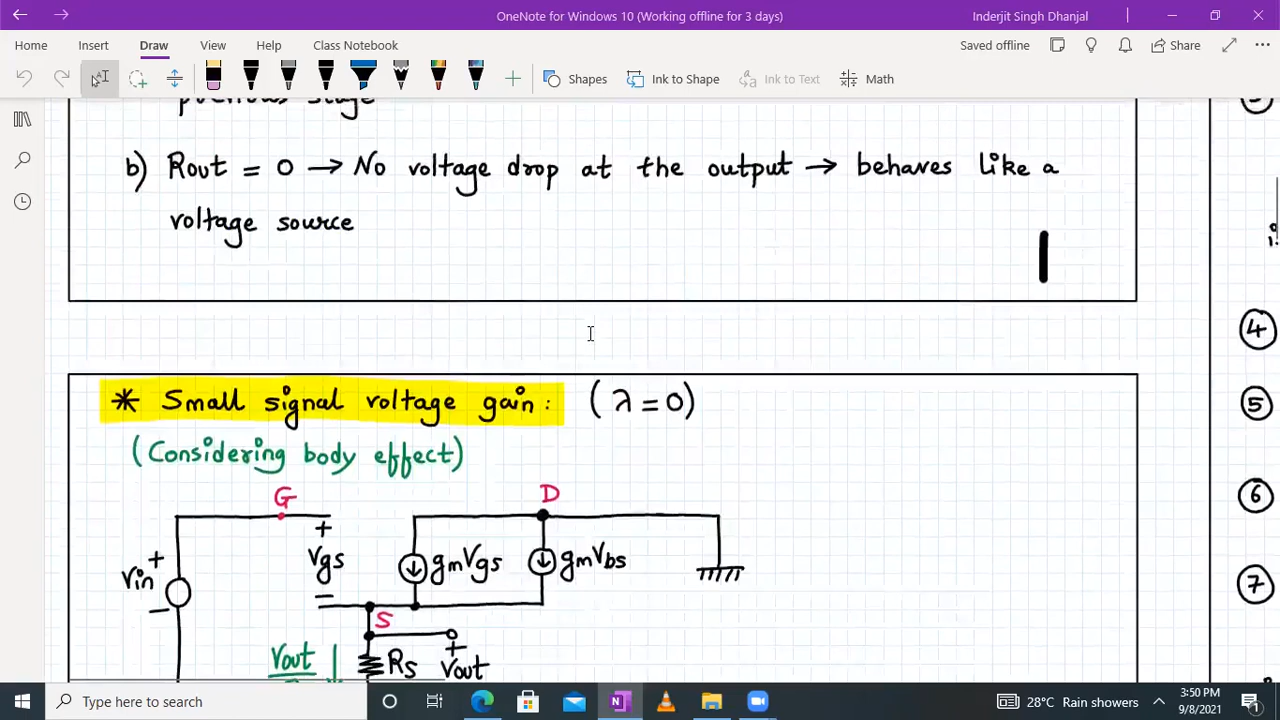 OneNote for Windows 10 (Working offline for 3 days)
Inderjit Singh Dhanjal
Home Insert Draw View Help Class Notebook
Saved offline
Share
Shapes
Ink to Shape
Ink to Text
Math
previous stage
b) Rout = 0 → No voltage drop at the output → behaves like a
voltage source
④
⑤
⑥
⑦
* Small signal voltage gain: (λ = 0)
(Considering body effect)
G
D
+
+
Vin
Vgs
gmVgs
gmVbs
−
−
S
Vout
Rs
+
Vout
Type here to search
28°C Rain showers
3:50 PM
9/8/2021